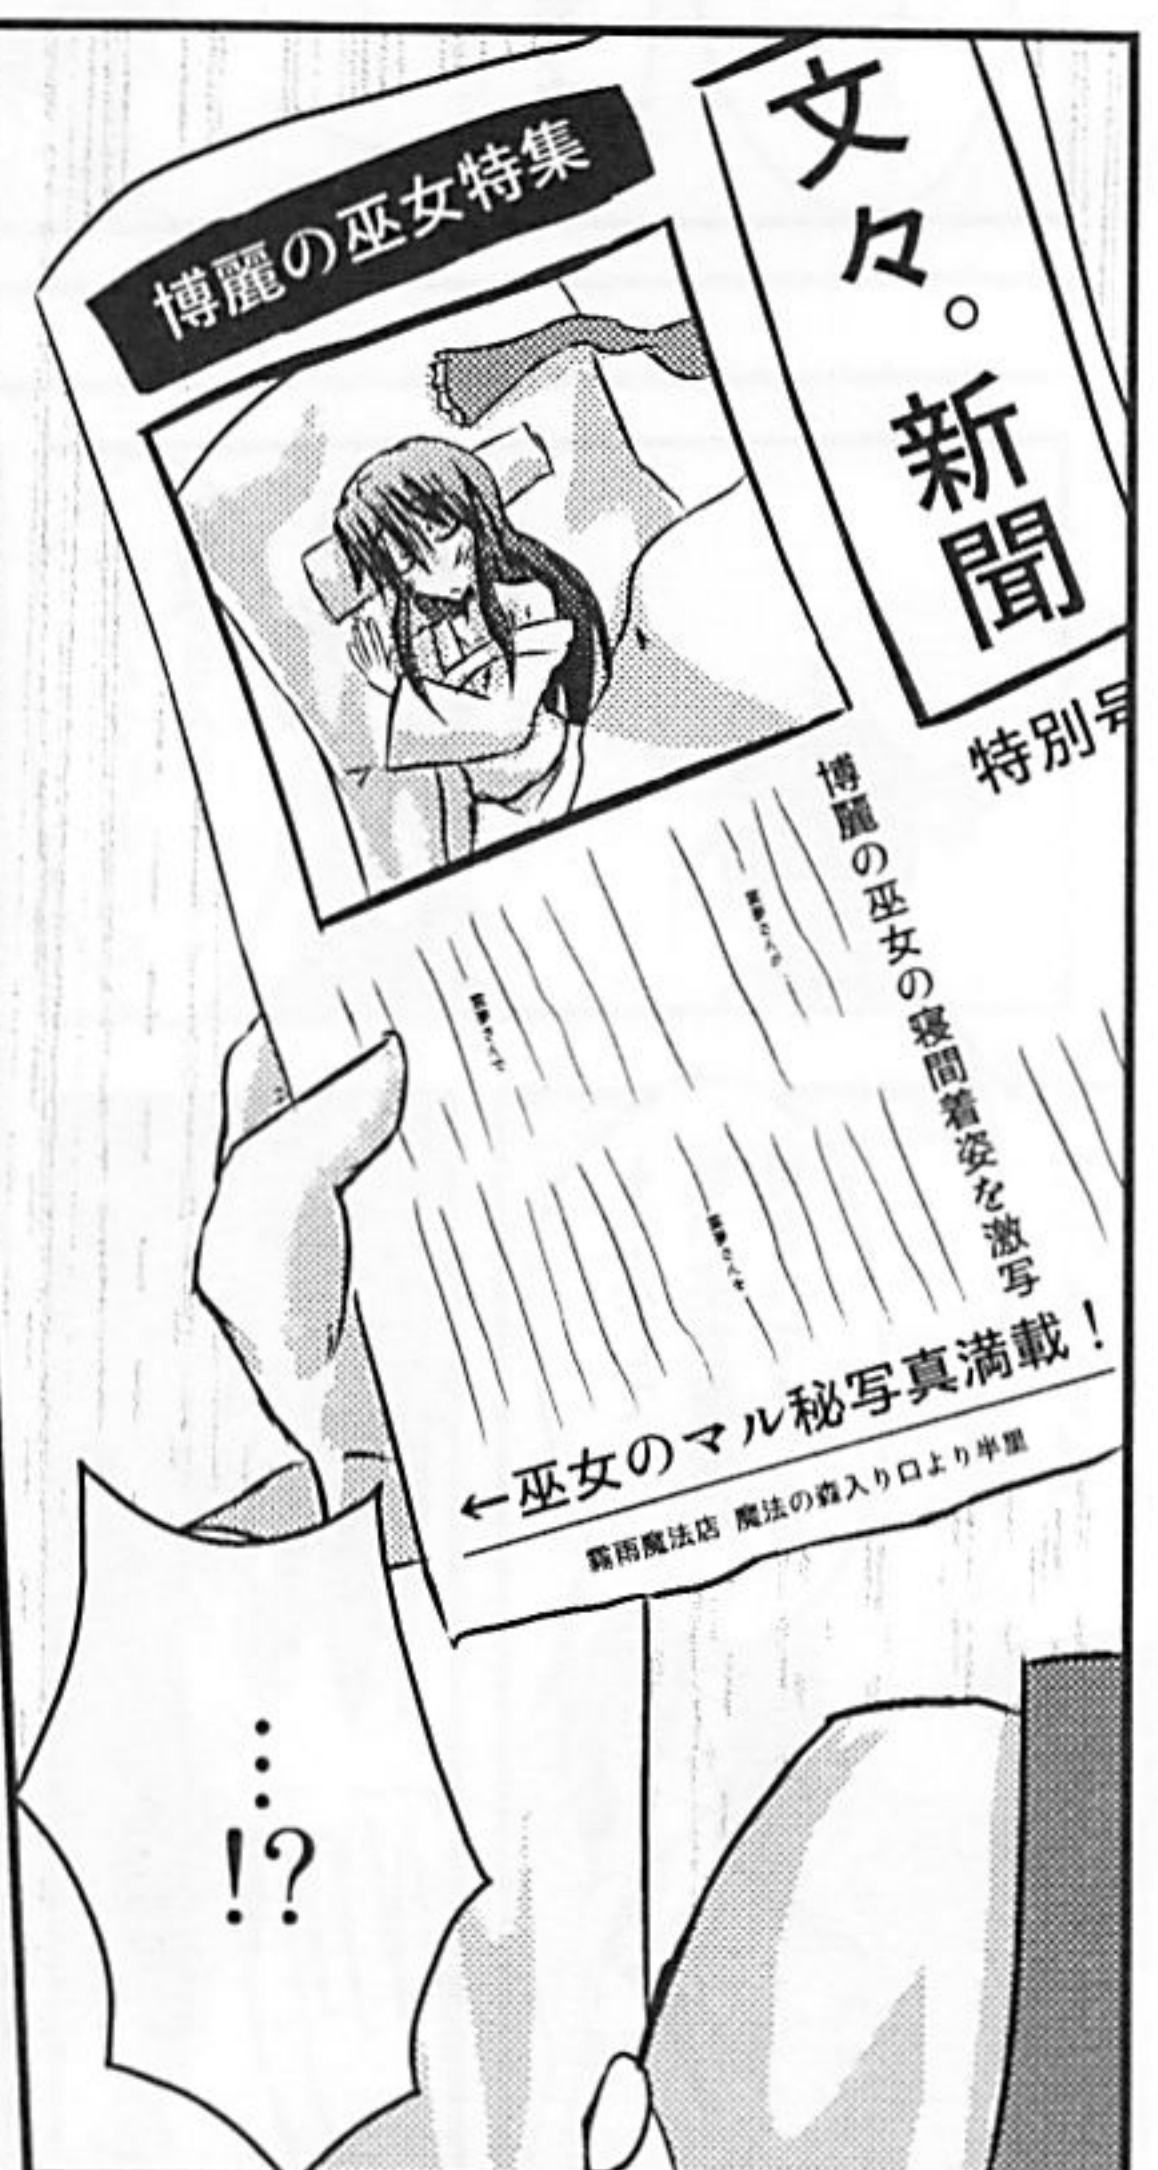 文々。新聞
特別号
博麗の巫女特集
博麗の巫女の寝間着姿を激写
←巫女のマル秘写真満載！
霧雨魔法店 魔法の森入り口より半里
…
!?